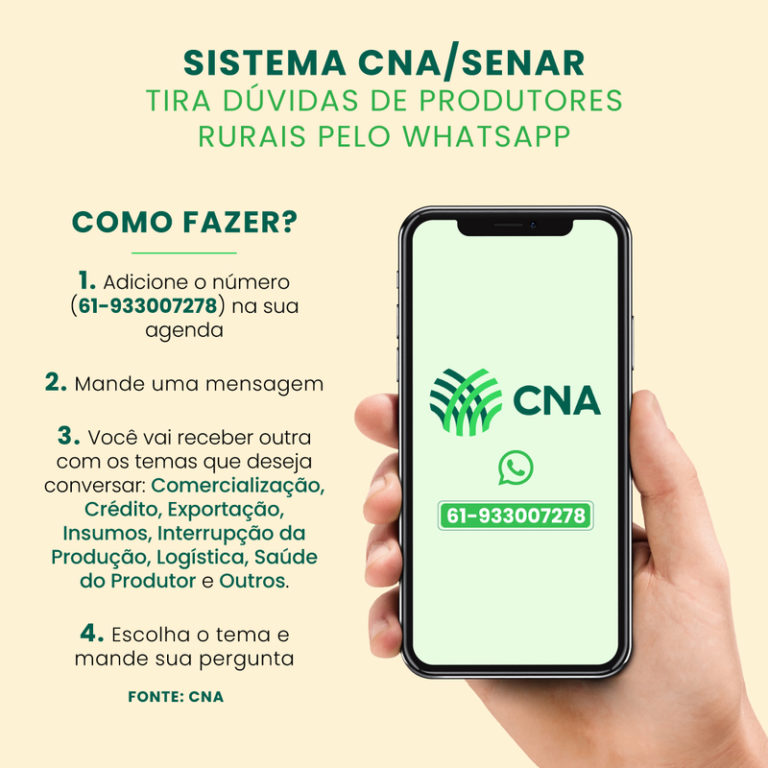 SISTEMA CNA/SENAR
TIRA DÚVIDAS DE PRODUTORES
RURAIS PELO WHATSAPP
COMO FAZER?
1. Adicione o número
(61-933007278) na sua
agenda
2. Mande uma mensagem
3. Você vai receber outra
com os temas que deseja
conversar: Comercialização,
Crédito, Exportação,
Insumos, Interrupção da
Produção, Logística, Saúde
do Produtor e Outros.
4. Escolha o tema e
mande sua pergunta
FONTE: CNA
CNA
61-933007278